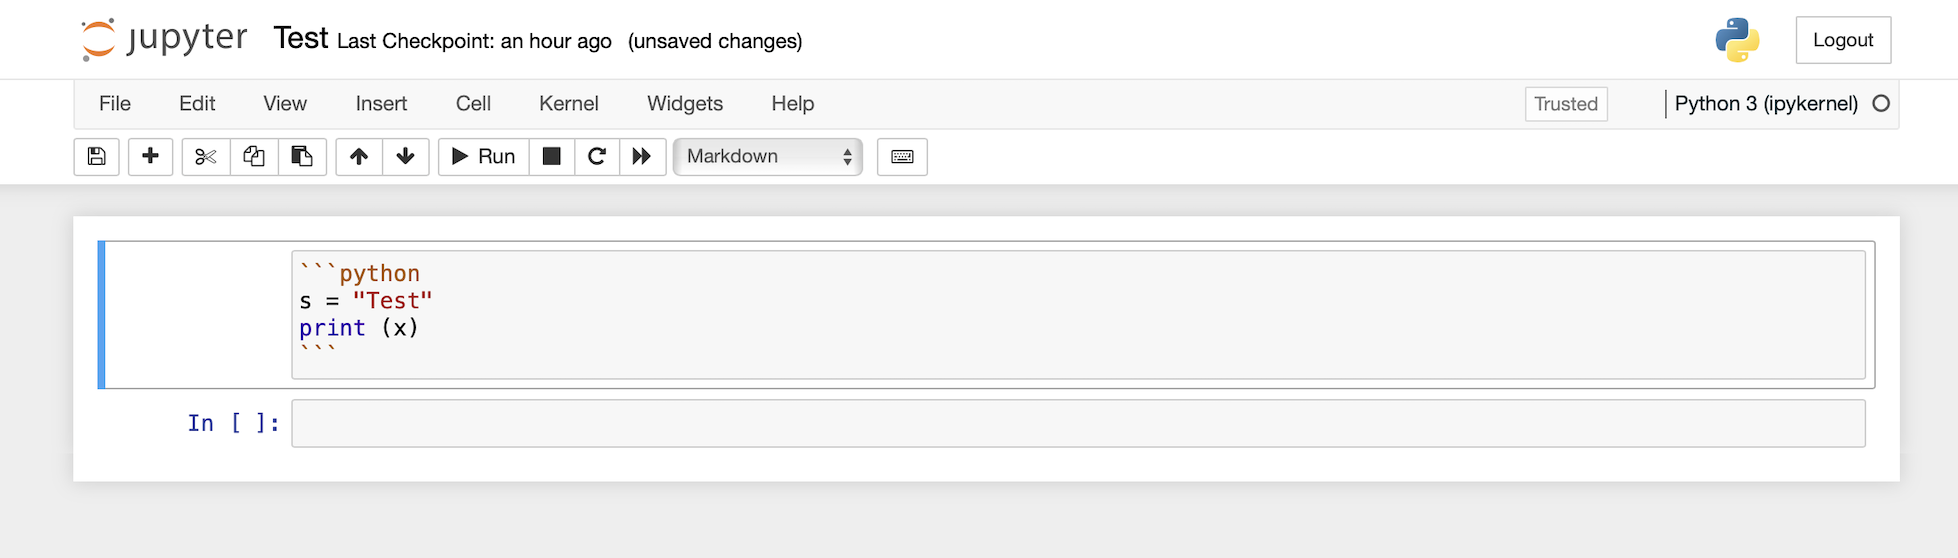 jupyter Test Last Checkpoint: an hour ago (unsaved changes) Logout
File Edit View Insert Cell Kernel Widgets Help Trusted Python 3 (ipykernel)
Run Markdown
```python
s = "Test"
print (x)
```
In [ ]: